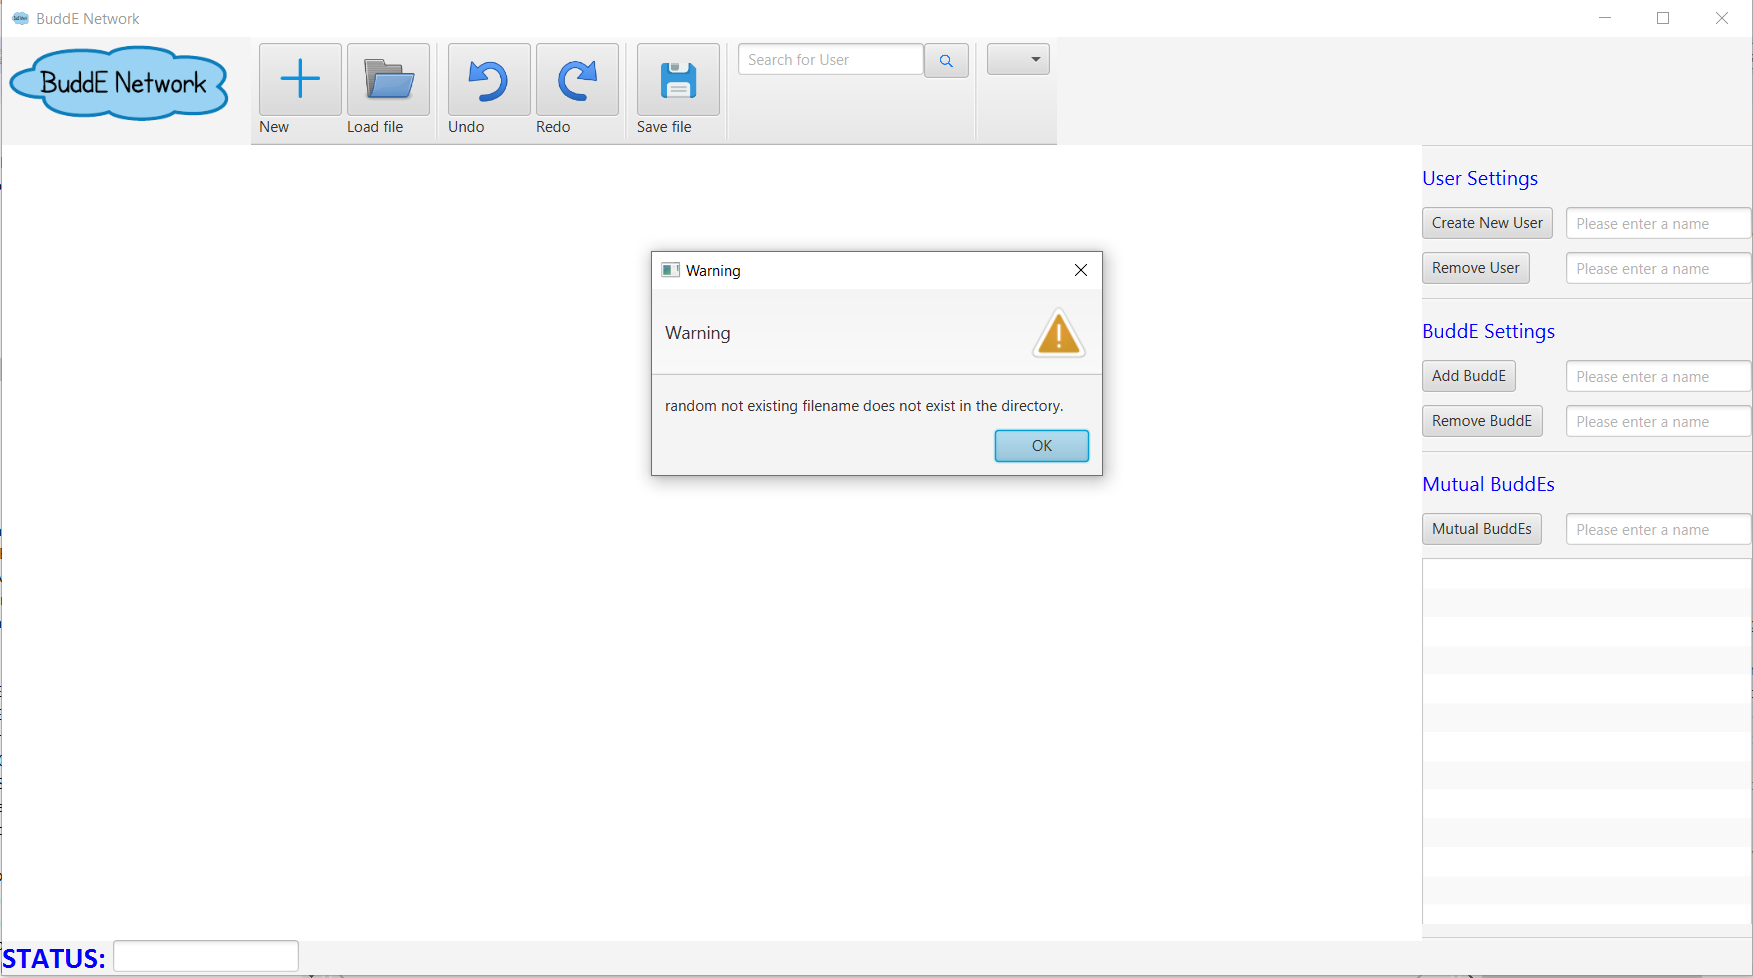 BuddE Network
BuddE Network
New
Load file
Undo
Redo
Save file
Search for User
User Settings
Create New User
Please enter a name
Remove User
Please enter a name
Warning
Warning
random not existing filename does not exist in the directory.
OK
BuddE Settings
Add BuddE
Please enter a name
Remove BuddE
Please enter a name
Mutual BuddEs
Mutual BuddEs
Please enter a name
STATUS: